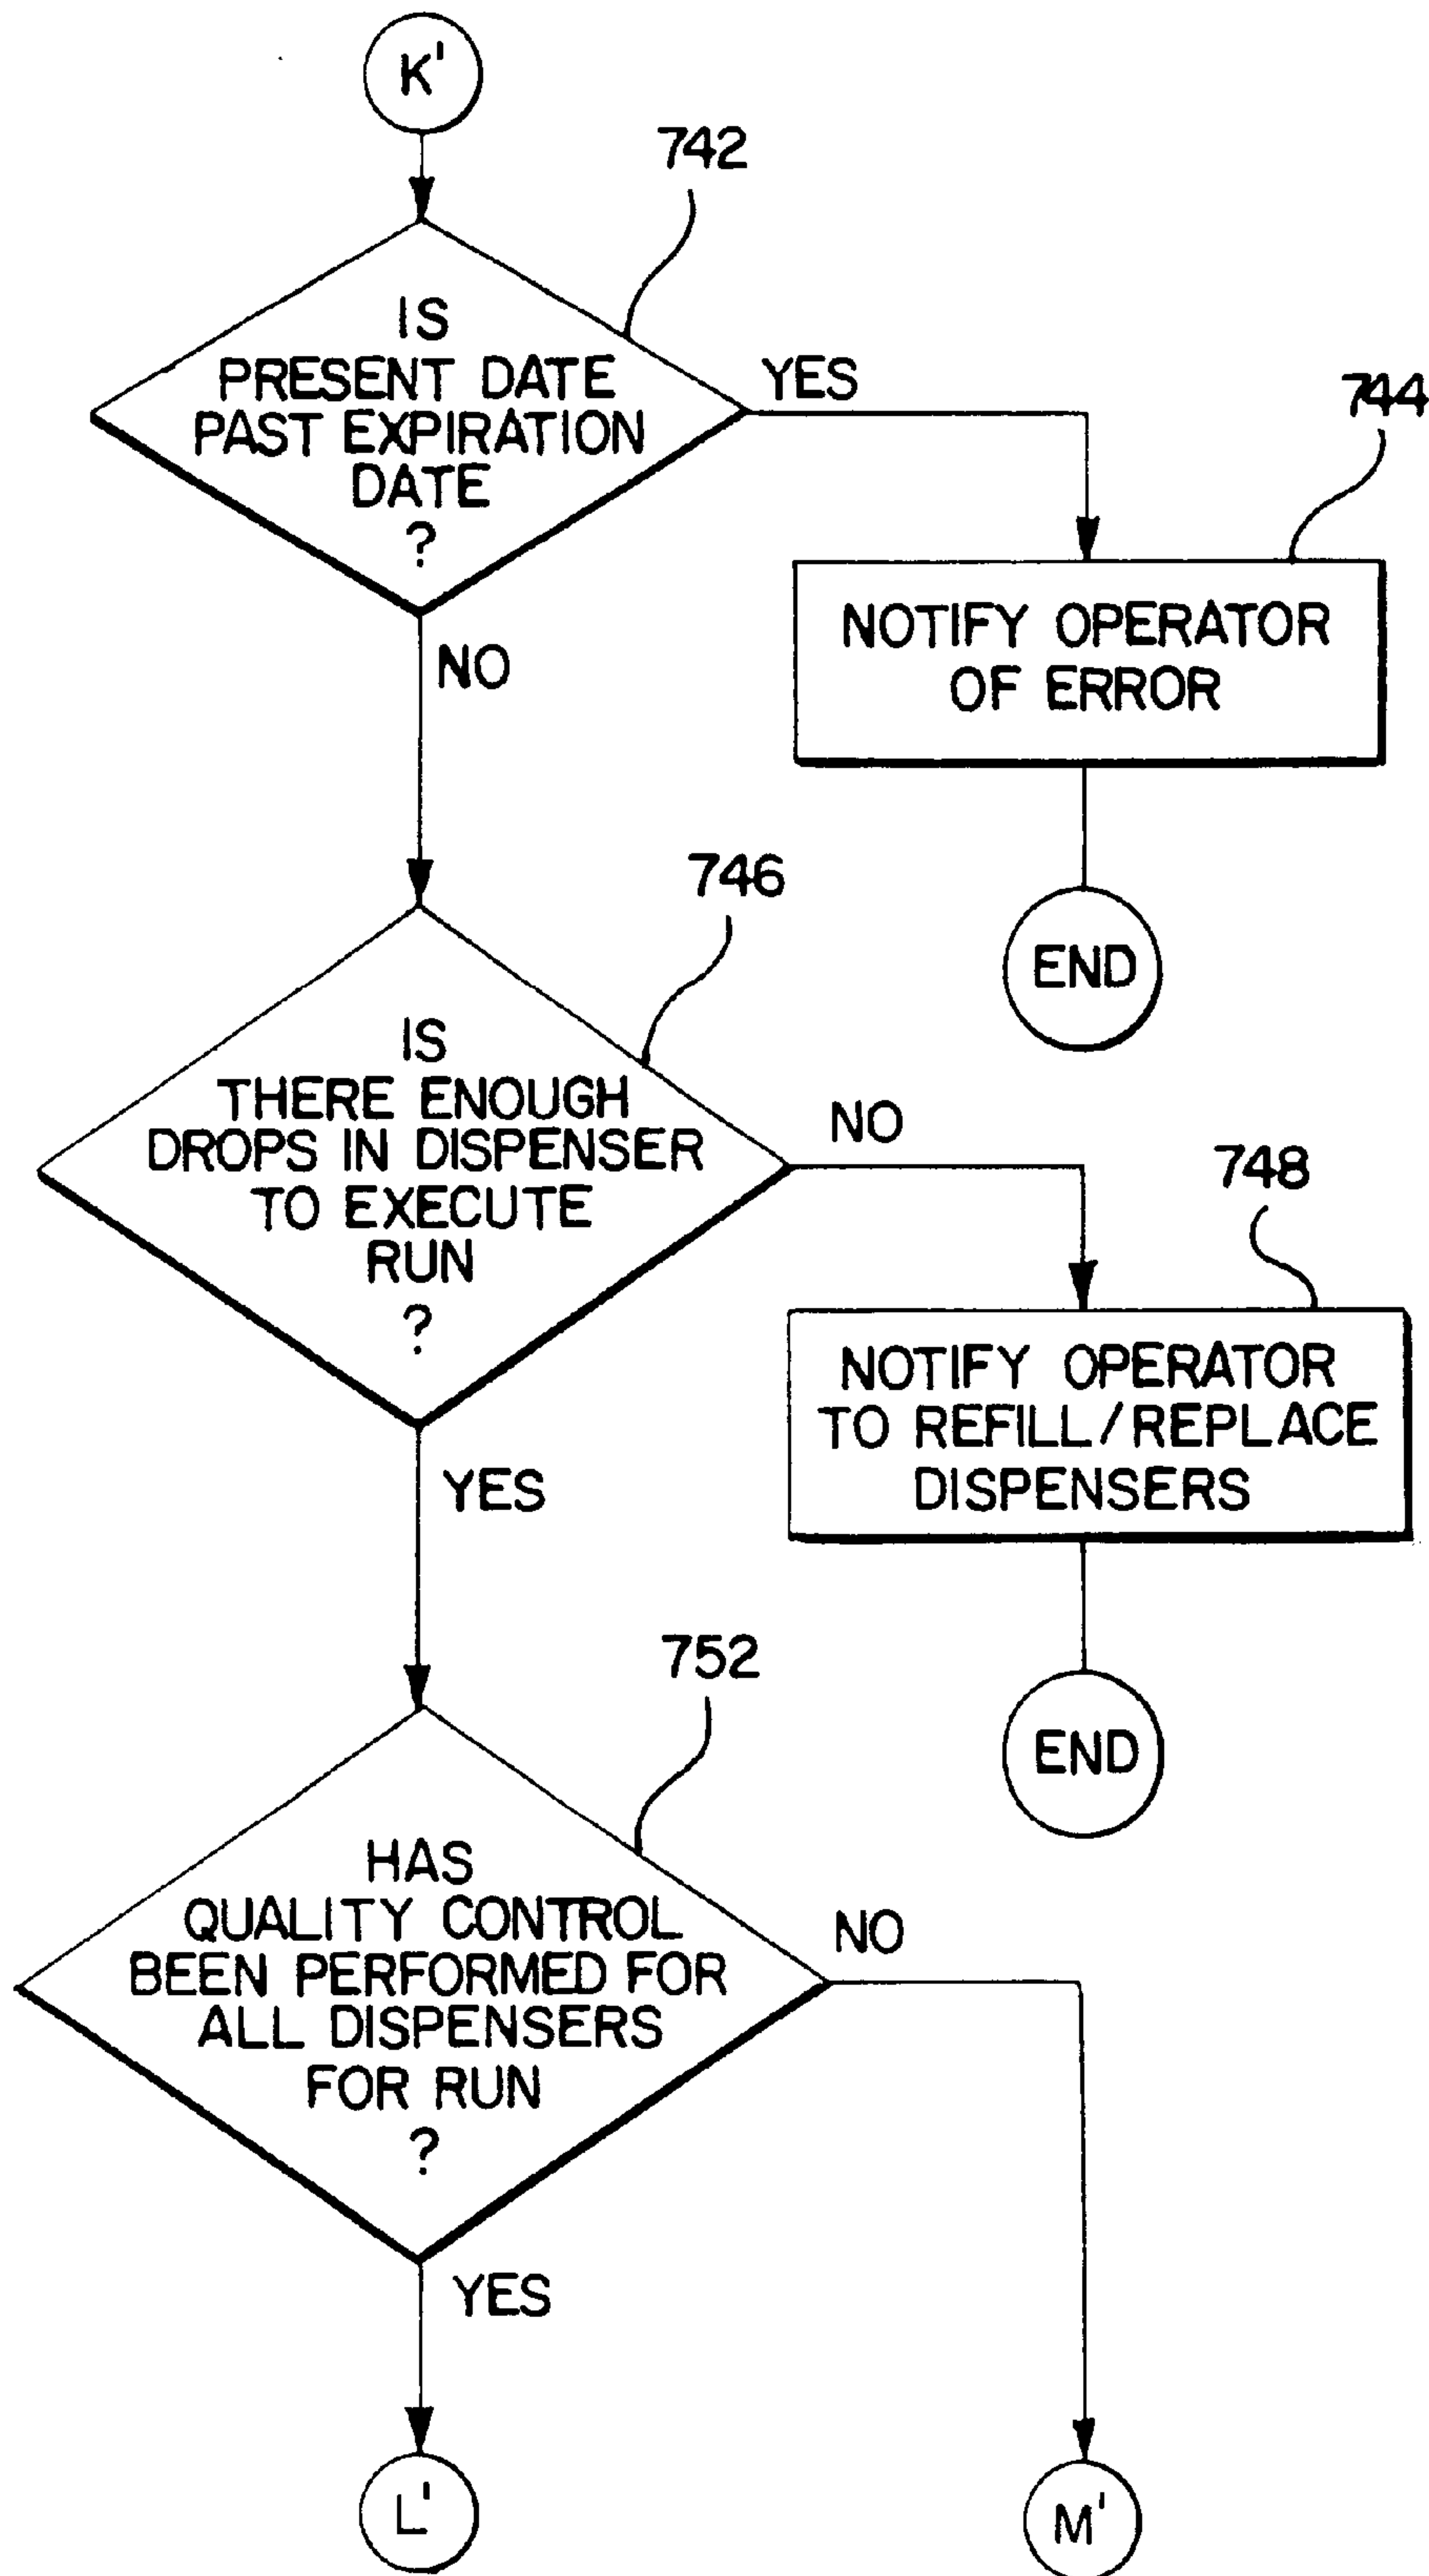 K'
742
IS
PRESENT DATE
PAST EXPIRATION
DATE
?
YES
744
NOTIFY OPERATOR
OF ERROR
NO
END
746
IS
THERE ENOUGH
DROPS IN DISPENSER
TO EXECUTE
RUN
?
NO
748
NOTIFY OPERATOR
TO REFILL/REPLACE
DISPENSERS
YES
END
752
HAS
QUALITY CONTROL
BEEN PERFORMED FOR
ALL DISPENSERS
FOR RUN
?
NO
YES
L'
M'